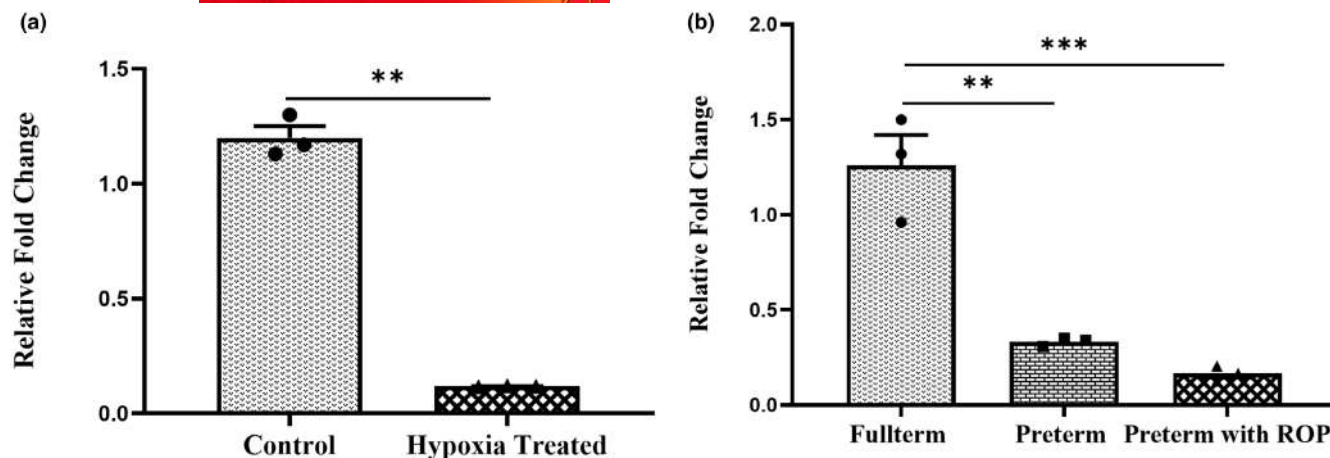 (a)
Relative Fold Change
1.5
1.0
0.5
0.0
**
Control
Hypoxia Treated
(b)
Relative Fold Change
2.0
1.5
1.0
0.5
0.0
***
**
Fullterm
Preterm
Preterm with ROP